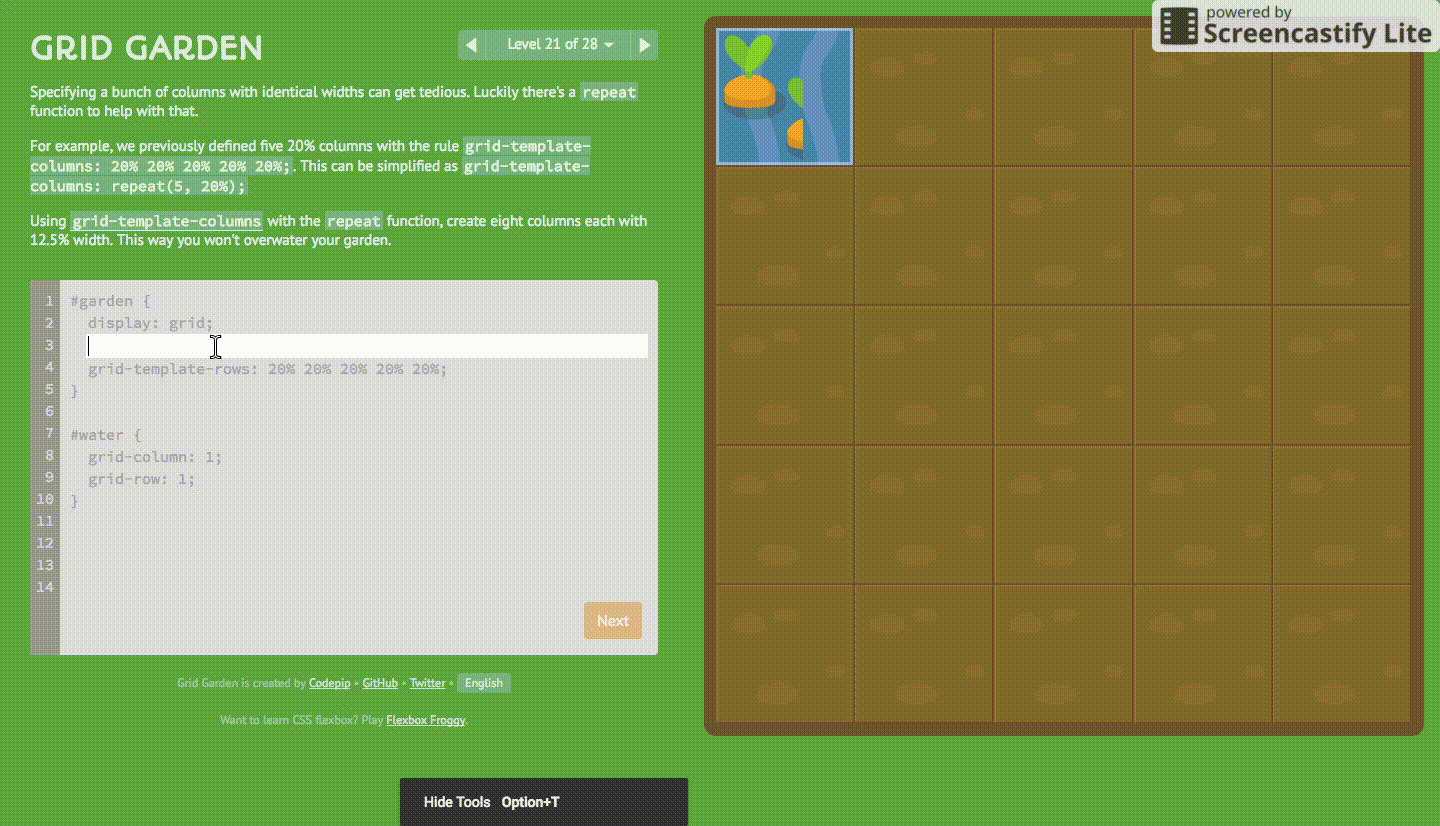 powered by
Screencastify Lite
GRID GARDEN
Level 21 of 28
Specifying a bunch of columns with identical widths can get tedious. Luckily there's a repeat
function to help with that.
For example, we previously defined five 20% columns with the rule grid-template-
columns: 20% 20% 20% 20% 20%;. This can be simplified as grid-template-
columns: repeat(5, 20%);
Using grid-template-columns with the repeat function, create eight columns each with
12.5% width. This way you won't overwater your garden.
1 #garden {
2 display: grid;
3
4 grid-template-rows: 20% 20% 20% 20% 20%;
5 }
6
7 #water {
8 grid-column: 1;
9 grid-row: 1;
10 }
11
12
13
14
Next
Grid Garden is created by Codepip • GitHub • Twitter • English
Want to learn CSS flexbox? Play Flexbox Froggy.
Hide Tools Option+T